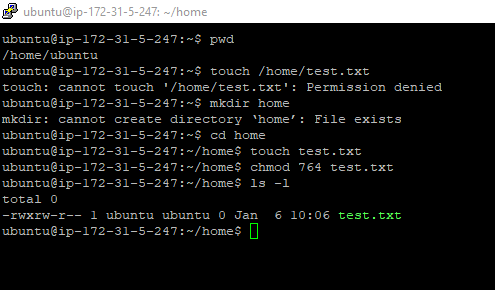 ubuntu@ip-172-31-5-247: ~/home
ubuntu@ip-172-31-5-247:~$ pwd
/home/ubuntu
ubuntu@ip-172-31-5-247:~$ touch /home/test.txt
touch: cannot touch '/home/test.txt': Permission denied
ubuntu@ip-172-31-5-247:~$ mkdir home
mkdir: cannot create directory ‘home’: File exists
ubuntu@ip-172-31-5-247:~$ cd home
ubuntu@ip-172-31-5-247:~/home$ touch test.txt
ubuntu@ip-172-31-5-247:~/home$ chmod 764 test.txt
ubuntu@ip-172-31-5-247:~/home$ ls -l
total 0
-rwxrw-r-- 1 ubuntu ubuntu 0 Jan  6 10:06 test.txt
ubuntu@ip-172-31-5-247:~/home$